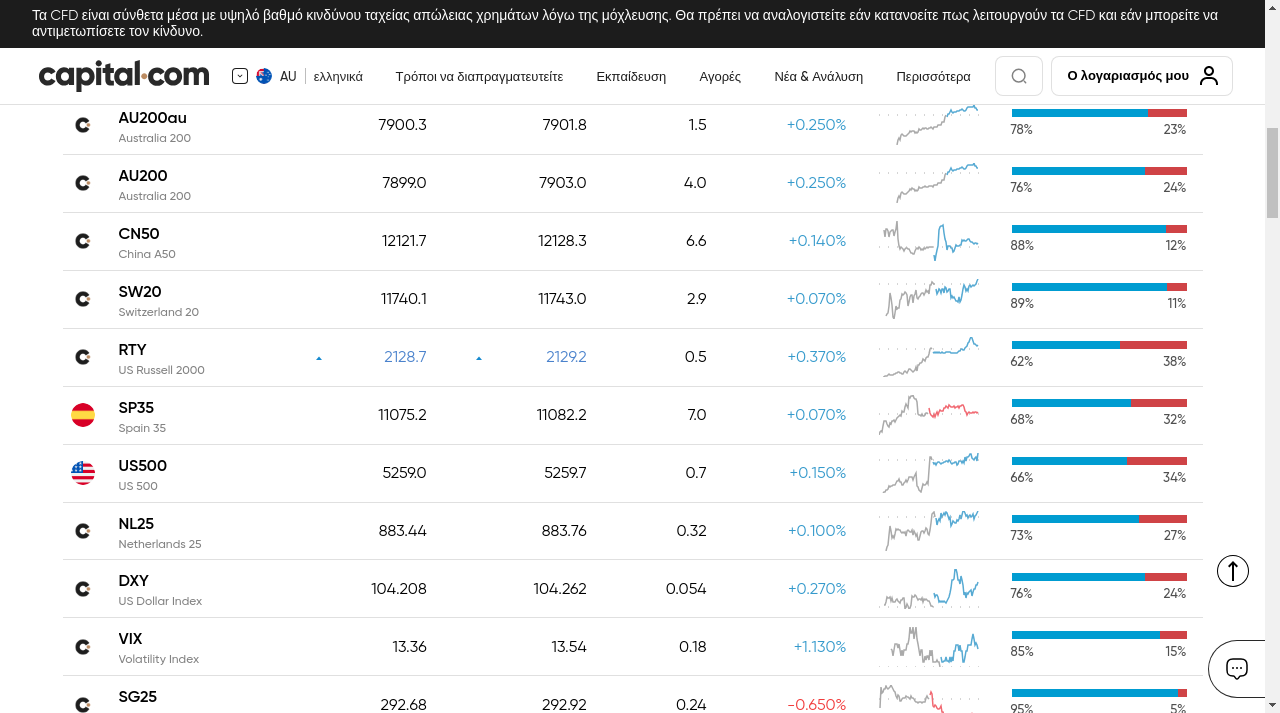 Τα CFD είναι σύνθετα μέσα με υψηλό βαθμό κινδύνου ταχείας απώλειας χρημάτων λόγω της μόχλευσης. Θα πρέπει να αναλογιστείτε εάν κατανοείτε πως λειτουργούν τα CFD και εάν μπορείτε να
αντιμετωπίσετε τον κίνδυνο.
capital.com AU ελληνικά Τρόποι να διαπραγματευτείτε Εκπαίδευση Αγορές Νέα & Ανάλυση Περισσότερα Ο λογαριασμός μου
AU200au 7900.3 7901.8 1.5 +0.250% 78% 23%
Australia 200
AU200 7899.0 7903.0 4.0 +0.250% 76% 24%
Australia 200
CN50 12121.7 12128.3 6.6 +0.140% 88% 12%
China A50
SW20 11740.1 11743.0 2.9 +0.070% 89% 11%
Switzerland 20
RTY 2128.7 2129.2 0.5 +0.370% 62% 38%
US Russell 2000
SP35 11075.2 11082.2 7.0 +0.070% 68% 32%
Spain 35
US500 5259.0 5259.7 0.7 +0.150% 66% 34%
US 500
NL25 883.44 883.76 0.32 +0.100% 73% 27%
Netherlands 25
DXY 104.208 104.262 0.054 +0.270% 76% 24%
US Dollar Index
VIX 13.36 13.54 0.18 +1.130% 85% 15%
Volatility Index
SG25 292.68 292.92 0.24 -0.650% 95% 5%